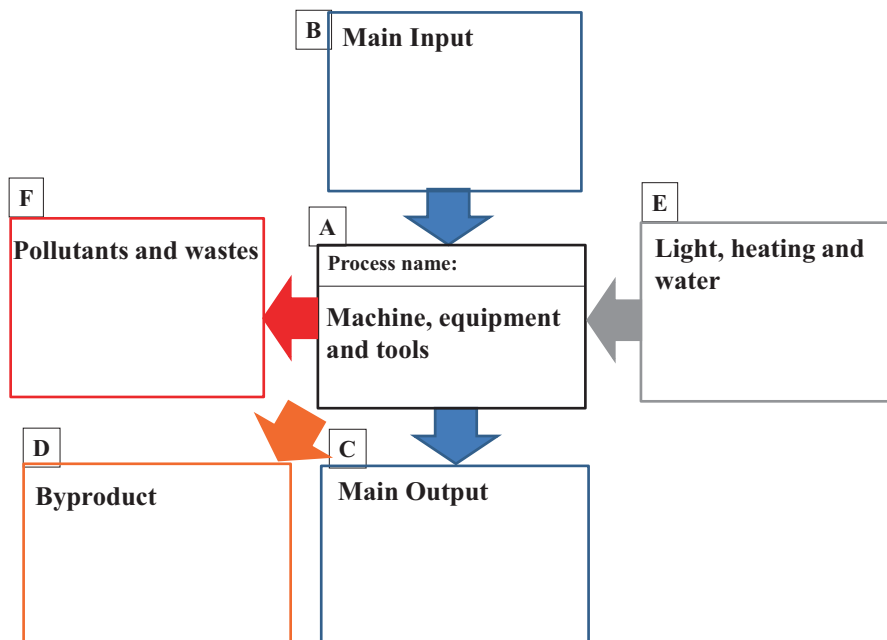 B
Main Input
F
Pollutants and wastes
A
Process name:
Machine, equipment
and tools
E
Light, heating and
water
D
Byproduct
C
Main Output